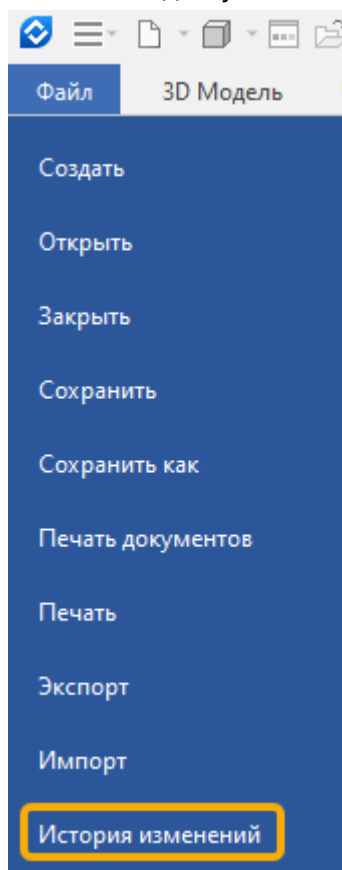 Файл 3D Модель
Создать
Открыть
Закрыть
Сохранить
Сохранить как
Печать документов
Печать
Экспорт
Импорт
История изменений